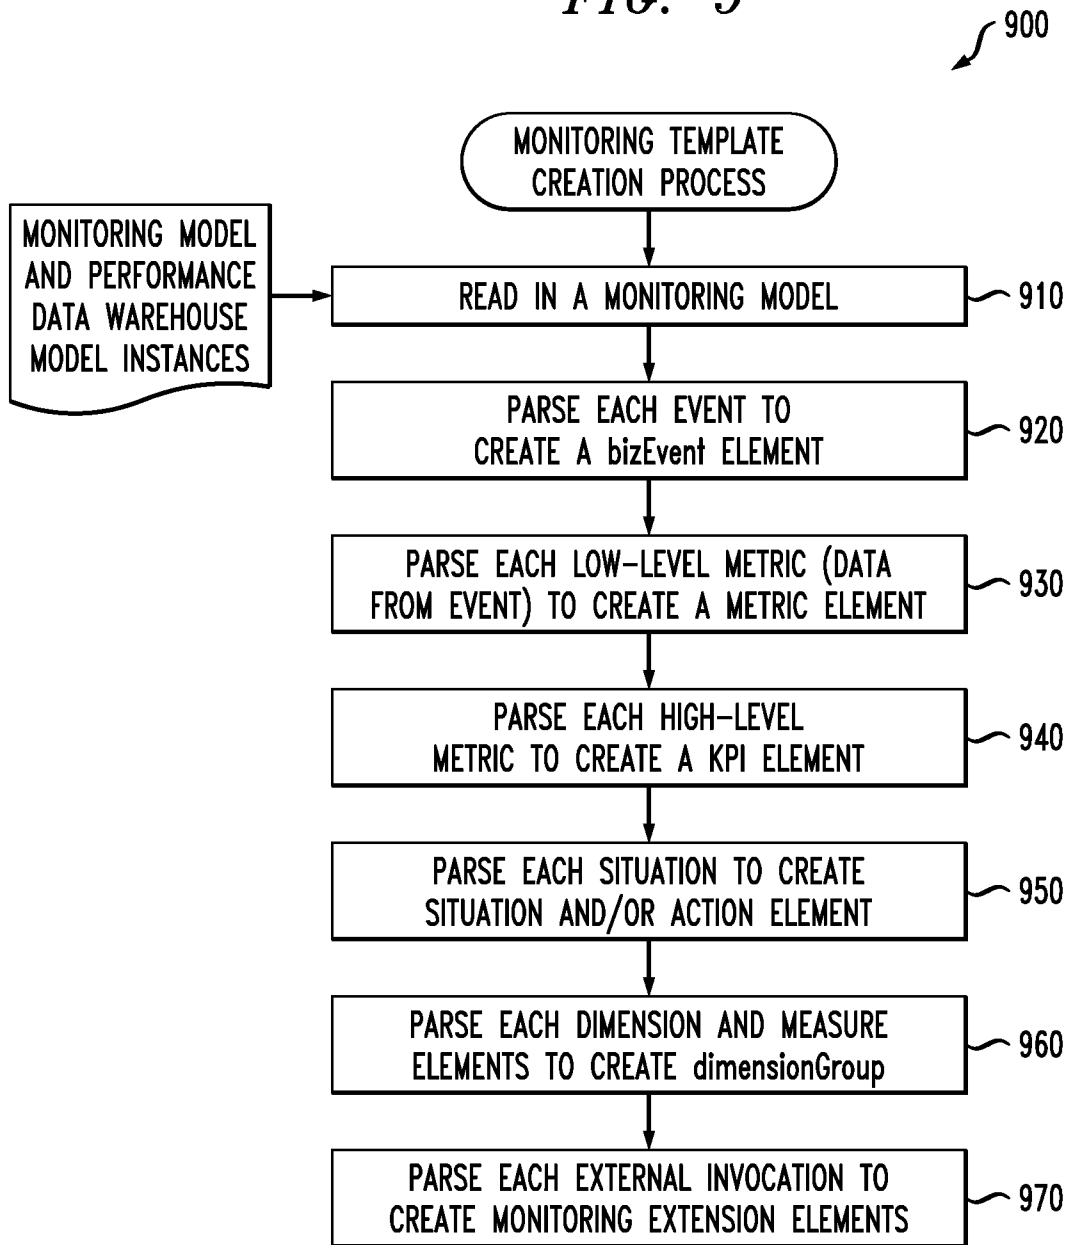 FIG. 9
900
MONITORING TEMPLATE
CREATION PROCESS
MONITORING MODEL
AND PERFORMANCE
DATA WAREHOUSE
MODEL INSTANCES
READ IN A MONITORING MODEL
910
PARSE EACH EVENT TO
CREATE A bizEvent ELEMENT
920
PARSE EACH LOW-LEVEL METRIC (DATA
FROM EVENT) TO CREATE A METRIC ELEMENT
930
PARSE EACH HIGH-LEVEL
METRIC TO CREATE A KPI ELEMENT
940
PARSE EACH SITUATION TO CREATE
SITUATION AND/OR ACTION ELEMENT
950
PARSE EACH DIMENSION AND MEASURE
ELEMENTS TO CREATE dimensionGroup
960
PARSE EACH EXTERNAL INVOCATION TO
CREATE MONITORING EXTENSION ELEMENTS
970